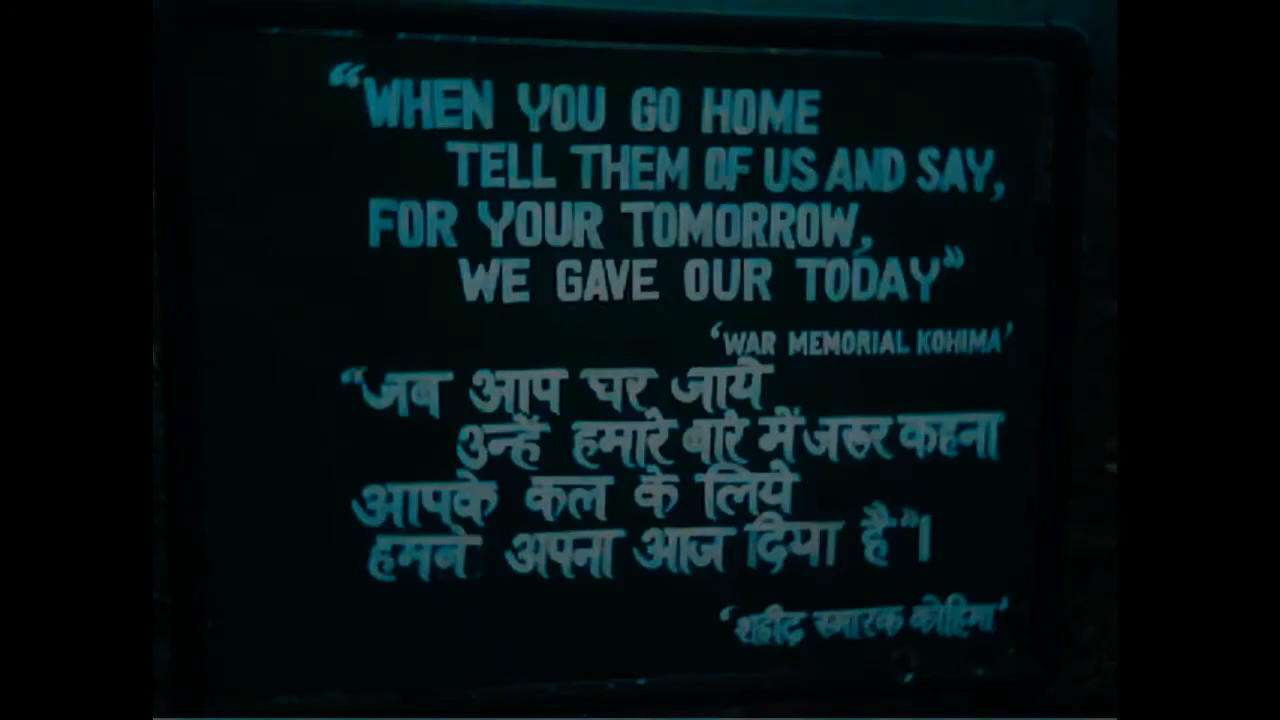 “WHEN YOU GO HOME
TELL THEM OF US AND SAY,
FOR YOUR TOMORROW,
WE GAVE OUR TODAY”
‘WAR MEMORIAL KOHIMA’
“जब आप घर जाये
उन्हें हमारे बारे में जरूर कहना
आपके कल के लिये
हमने अपना आज दिया है”।
‘शहीद स्मारक कोहिमा’